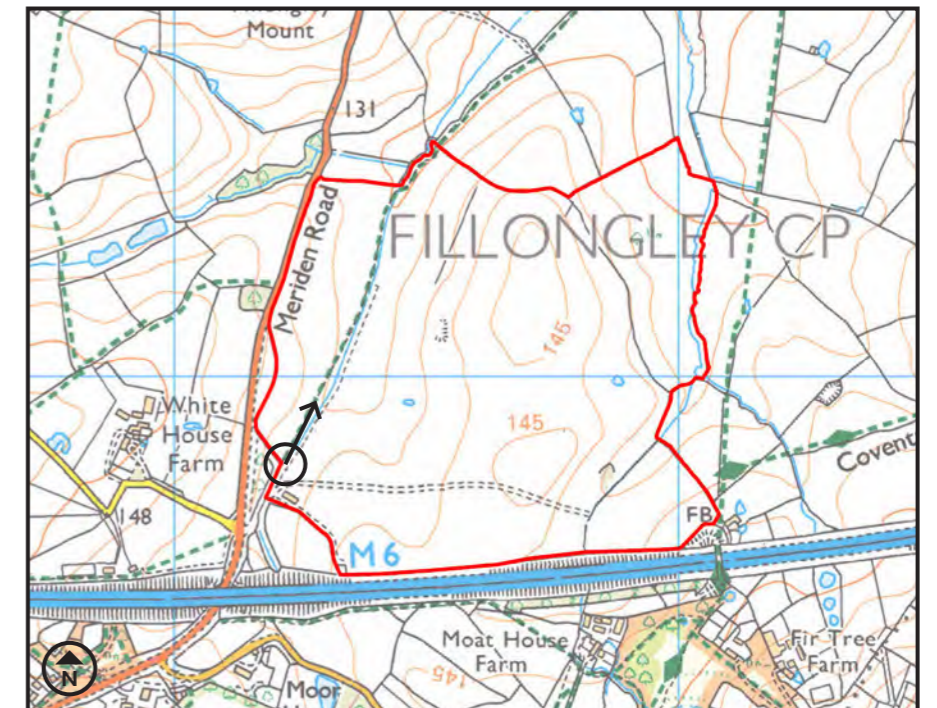 Mount
131
Meriden Road
FILLONGLEY CP
145
145
White
House
Farm
148
FB
Covent
M 6
Moat House
Farm
Fir Tree
Farm
145
Moor
N